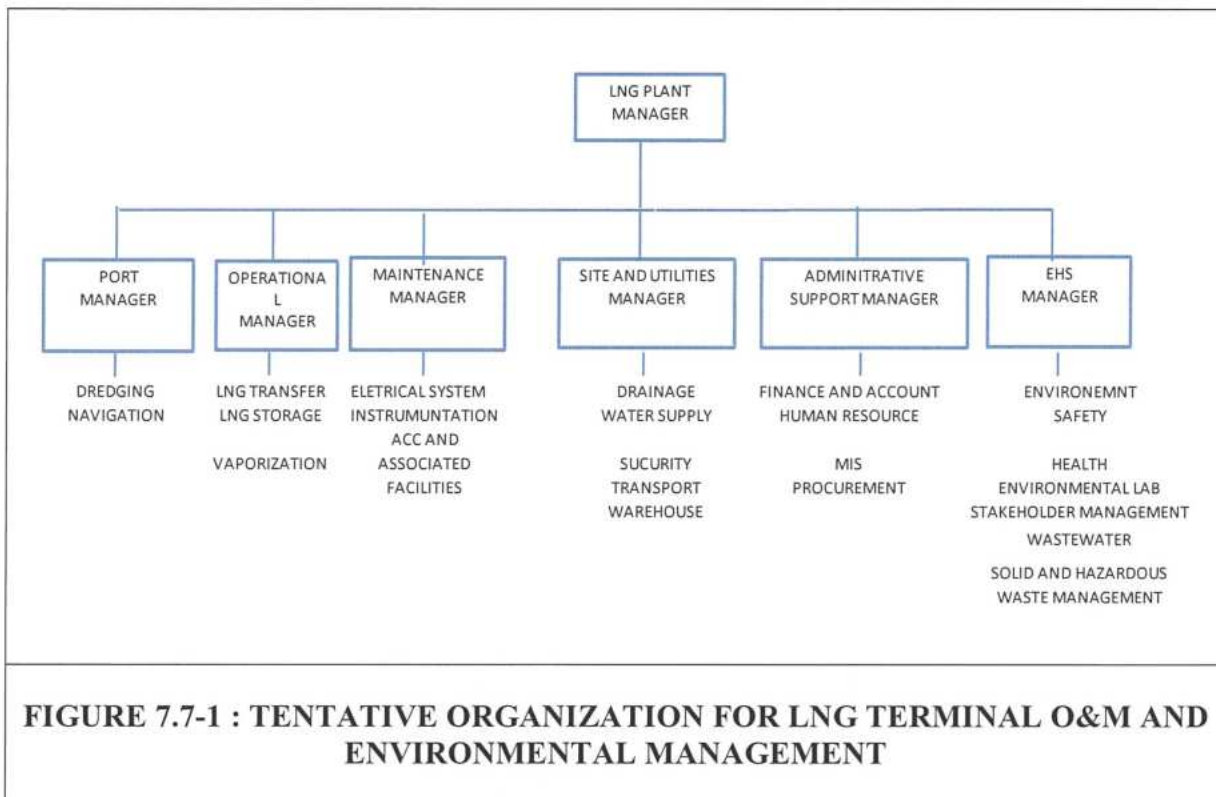 LNG PLANT
MANAGER
PORT
MANAGER
OPERATIONA
L
MANAGER
MAINTENANCE
MANAGER
SITE AND UTILITIES
MANAGER
ADMINITRATIVE
SUPPORT MANAGER
EHS
MANAGER
DREDGING
NAVIGATION
LNG TRANSFER
LNG STORAGE
VAPORIZATION
ELETRICAL SYSTEM
INSTRUMUNTATION
ACC AND
ASSOCIATED
FACILITIES
DRAINAGE
WATER SUPPLY
SUCURITY
TRANSPORT
WAREHOUSE
FINANCE AND ACCOUNT
HUMAN RESOURCE
MIS
PROCUREMENT
ENVIRONEMNT
SAFETY
HEALTH
ENVIRONMENTAL LAB
STAKEHOLDER MANAGEMENT
WASTEWATER
SOLID AND HAZARDOUS
WASTE MANAGEMENT
FIGURE 7.7-1 : TENTATIVE ORGANIZATION FOR LNG TERMINAL O&M AND
ENVIRONMENTAL MANAGEMENT